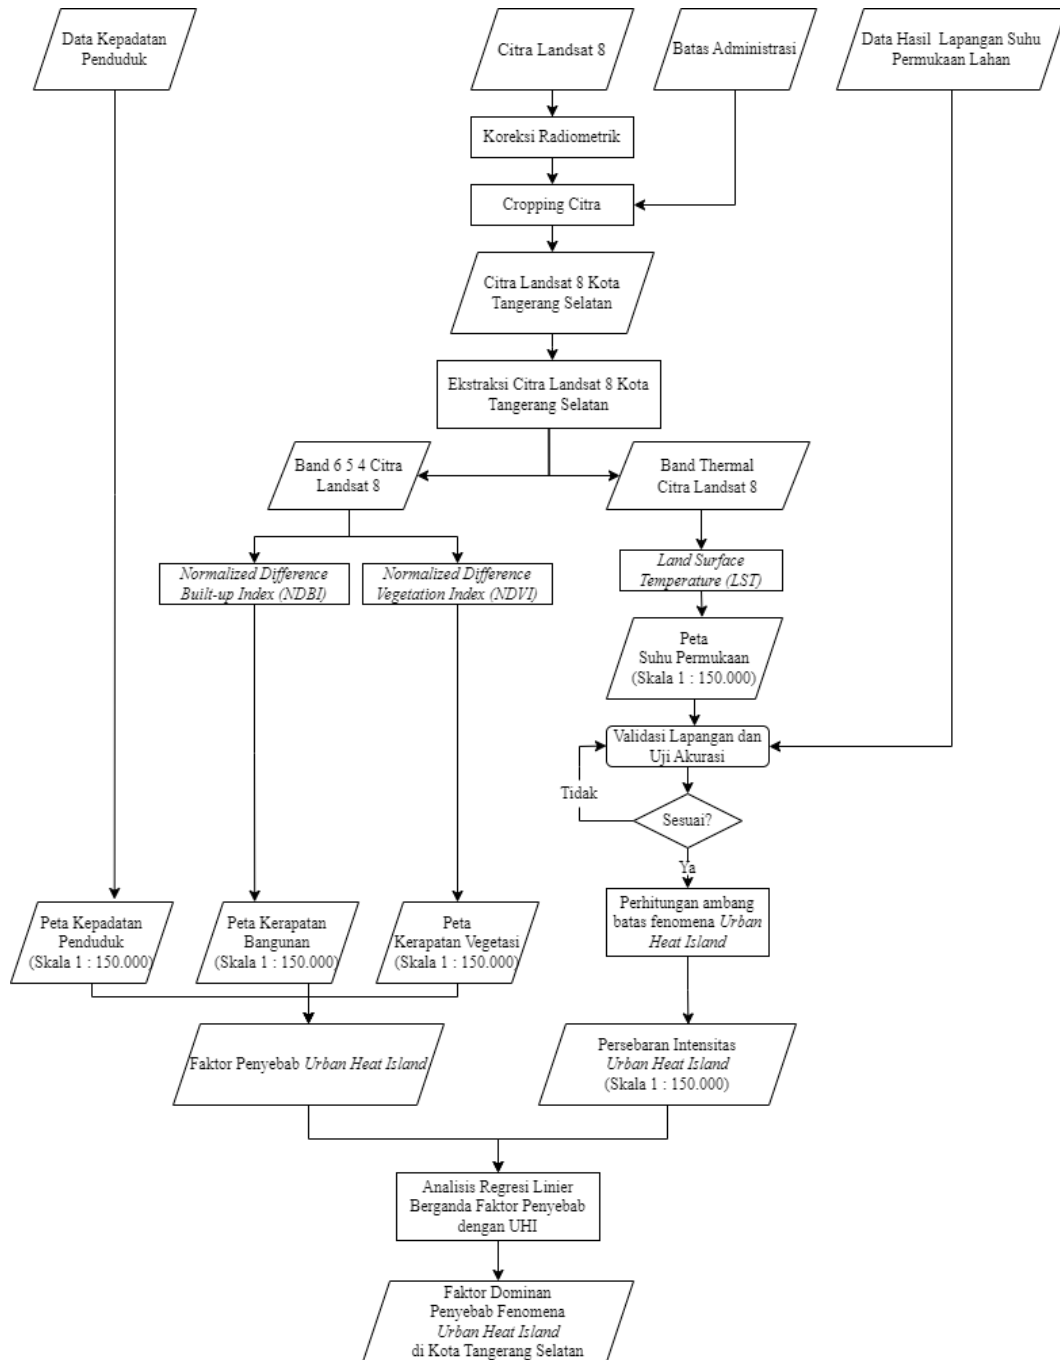 Data Kepadatan
Penduduk
Citra Landsat 8
Batas Administrasi
Data Hasil Lapangan Suhu
Permukaan Lahan
Koreksi Radiometrik
Cropping Citra
Citra Landsat 8 Kota
Tangerang Selatan
Ekstraksi Citra Landsat 8 Kota
Tangerang Selatan
Band 6 5 4 Citra
Landsat 8
Band Thermal
Citra Landsat 8
Normalized Difference
Built-up Index (NDBI)
Normalized Difference
Vegetation Index (NDVI)
Land Surface
Temperature (LST)
Peta
Suhu Permukaan
(Skala 1 : 150.000)
Validasi Lapangan dan
Uji Akurasi
Tidak
Sesuai?
Ya
Peta Kepadatan
Penduduk
(Skala 1 : 150.000)
Peta Kerapatan
Bangunan
(Skala 1 : 150.000)
Peta
Kerapatan Vegetasi
(Skala 1 : 150.000)
Perhitungan ambang
batas fenomena Urban
Heat Island
Faktor Penyebab Urban Heat Island
Persebaran Intensitas
Urban Heat Island
(Skala 1 : 150.000)
Analisis Regresi Linier
Berganda Faktor Penyebab
dengan UHI
Faktor Dominan
Penyebab Fenomena
Urban Heat Island
di Kota Tangerang Selatan